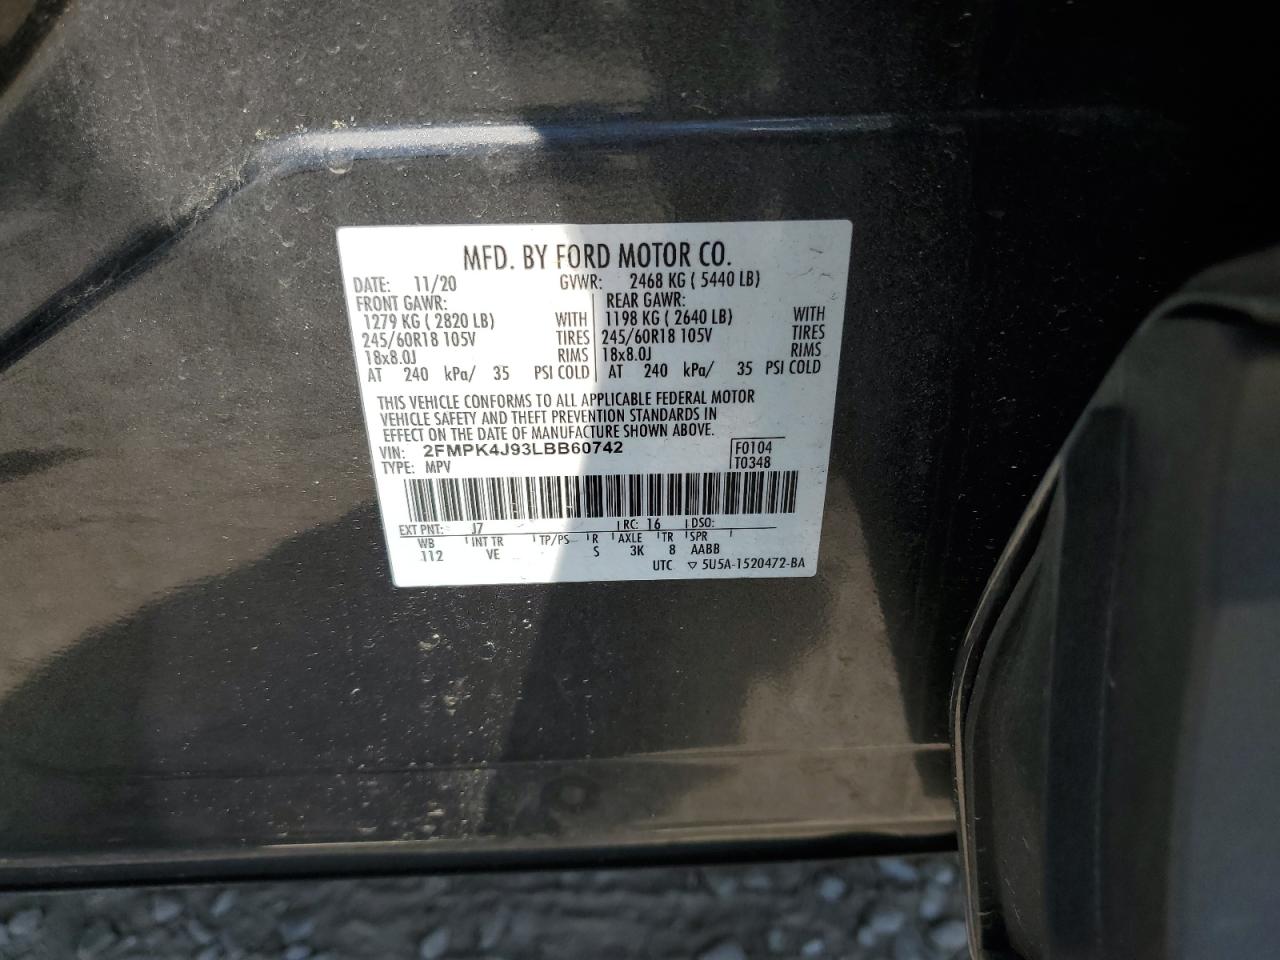 MFD. BY FORD MOTOR CO.
DATE: 11/20 GVWR: 2468 KG ( 5440 LB)
FRONT GAWR: REAR GAWR:
1279 KG ( 2820 LB) WITH 1198 KG ( 2640 LB) WITH
245/60R18 105V TIRES 245/60R18 105V TIRES
18x8.0J RIMS 18x8.0J RIMS
AT 240 kPa/ 35 PSI COLD AT 240 kPa/ 35 PSI COLD
THIS VEHICLE CONFORMS TO ALL APPLICABLE FEDERAL MOTOR
VEHICLE SAFETY AND THEFT PREVENTION STANDARDS IN
EFFECT ON THE DATE OF MANUFACTURE SHOWN ABOVE.
VIN: 2FMPK4J93LBB60742 F0104
TYPE: MPV T0348
EXT PNT: J7 RC: 16 DSO:
WB INT TR TP/PS R AXLE TR SPR
112 VE S 3K 8 AABB
UTC ▽ 5U5A-1520472-BA